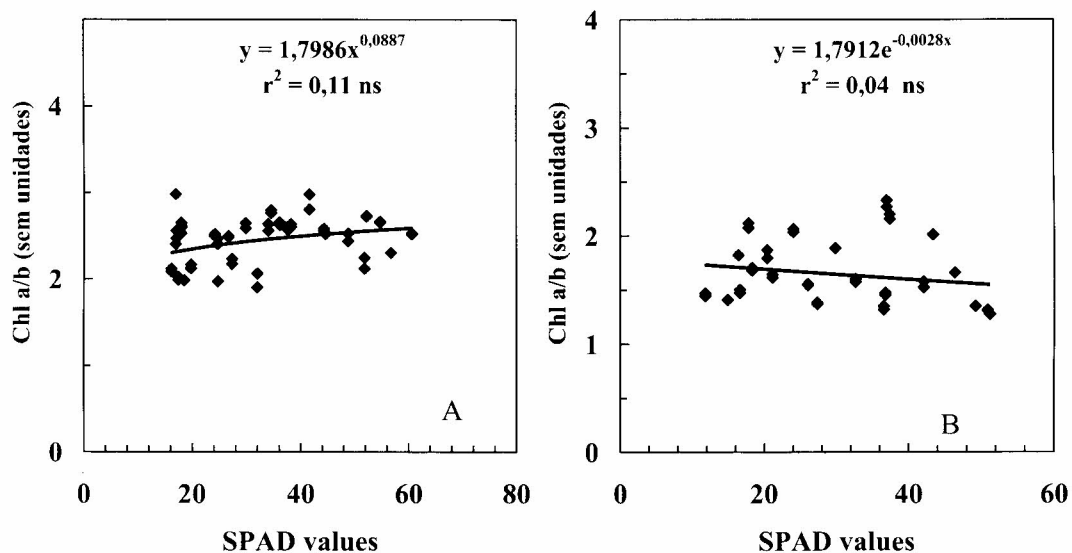 y = 1,7986x^0,0887
r² = 0,11 ns
Chl a/b (sem unidades)
4
2
0
A
0 20 40 60 80
SPAD values
y = 1,7912e^-0,0028x
r² = 0,04 ns
Chl a/b (sem unidades)
4
3
2
1
0
B
0 20 40 60
SPAD values